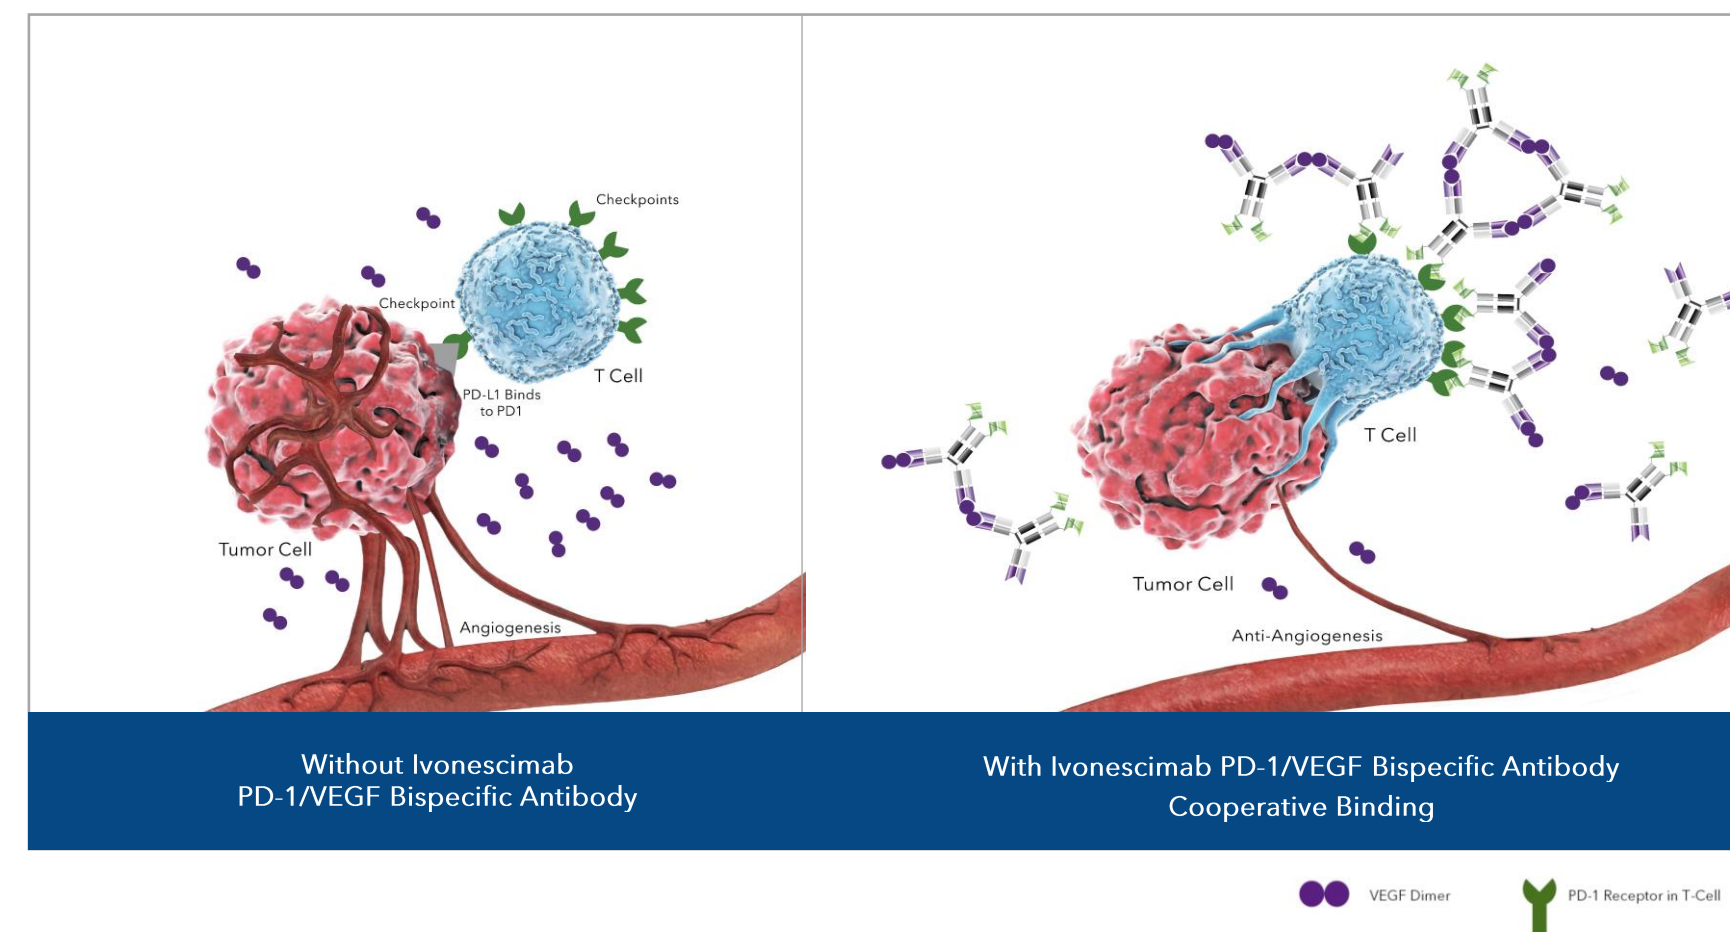 Checkpoints
Checkpoint
T Cell
PD-L1 Binds
to PD1
Tumor Cell
Angiogenesis
T Cell
Tumor Cell
Anti-Angiogenesis
Without Ivonescimab
PD-1/VEGF Bispecific Antibody
With Ivonescimab PD-1/VEGF Bispecific Antibody
Cooperative Binding
VEGF Dimer
PD-1 Receptor in T-Cell